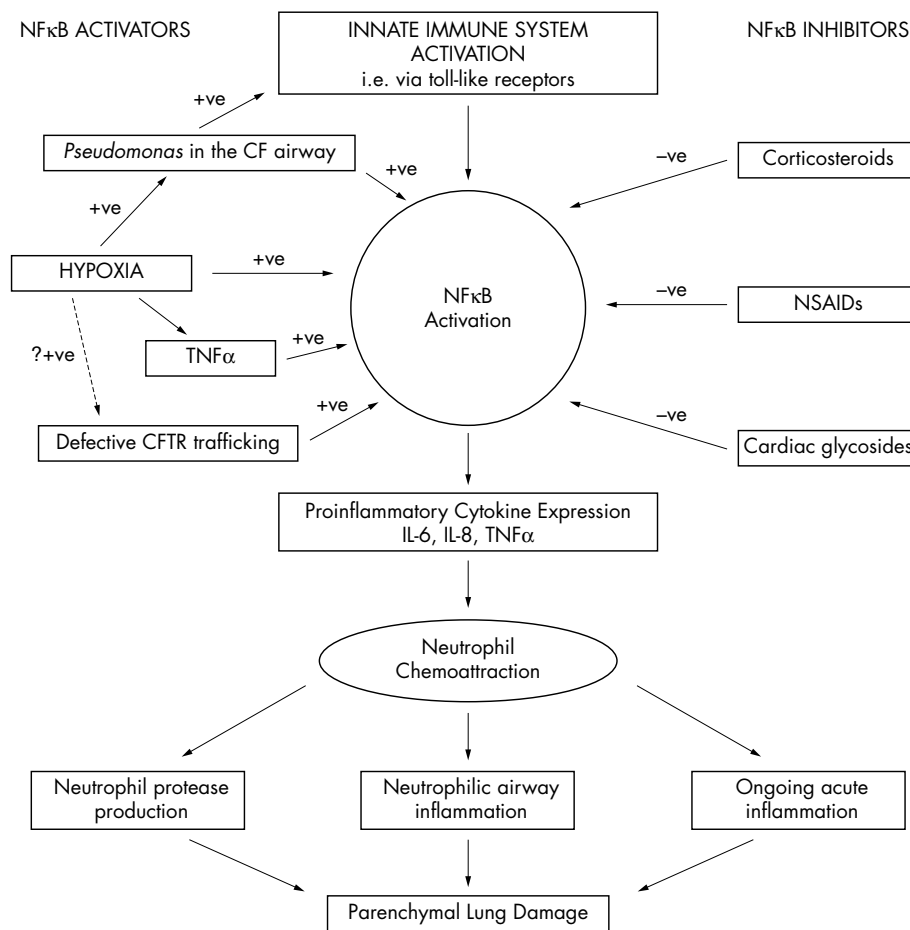 NFκB ACTIVATORS
INNATE IMMUNE SYSTEM
ACTIVATION
i.e. via toll-like receptors
NFκB INHIBITORS
+ve
Pseudomonas in the CF airway
+ve
–ve
Corticosteroids
+ve
HYPOXIA
+ve
NFκB
Activation
–ve
NSAIDs
?+ve
TNFα
+ve
+ve
Defective CFTR trafficking
–ve
Cardiac glycosides
Proinflammatory Cytokine Expression
IL-6, IL-8, TNFα
Neutrophil
Chemoattraction
Neutrophil protease
production
Neutrophilic airway
inflammation
Ongoing acute
inflammation
Parenchymal Lung Damage